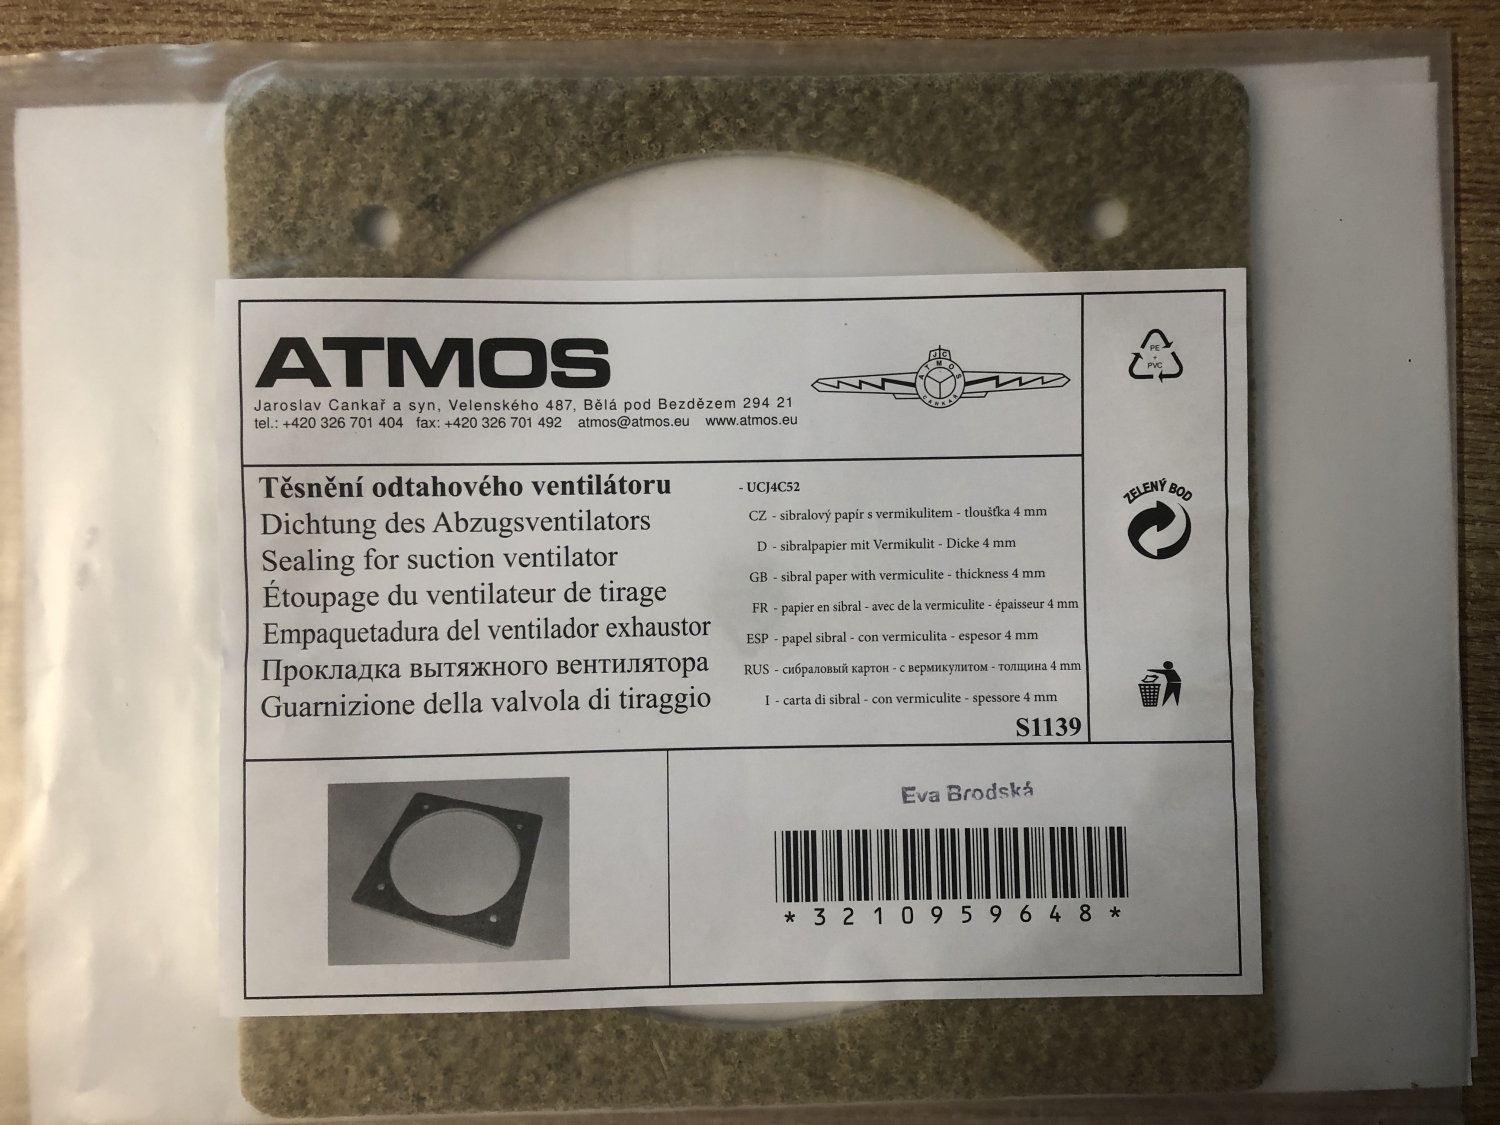 ATMOS
Jaroslav Cankař a syn, Velenského 487, Bělá pod Bezdězem 294 21
tel.: +420 326 701 404 fax: +420 326 701 492 atmos@atmos.eu www.atmos.eu
JC
ATMOS
CANKAŘ
PE
+
PVC
Těsnění odtahového ventilátoru
Dichtung des Abzugsventilators
Sealing for suction ventilator
Étoupage du ventilateur de tirage
Empaquetadura del ventilador exhaustor
Прокладка вытяжного вентилятора
Guarnizione della valvola di tiraggio
- UCJ4C52
CZ - sibralový papír s vermikulitem - tloušťka 4 mm
D - sibralpapier mit Vermikulit - Dicke 4 mm
GB - sibral paper with vermiculite - thickness 4 mm
FR - papier en sibral - avec de la vermiculite - épaisseur 4 mm
ESP - papel sibral - con vermiculita - espesor 4 mm
RUS - сибраловый картон - с вермикулитом - толщина 4 mm
I - carta di sibral - con vermiculite - spessore 4 mm
S1139
ZELENÝ BOD
Eva Brodská
*3210959648*